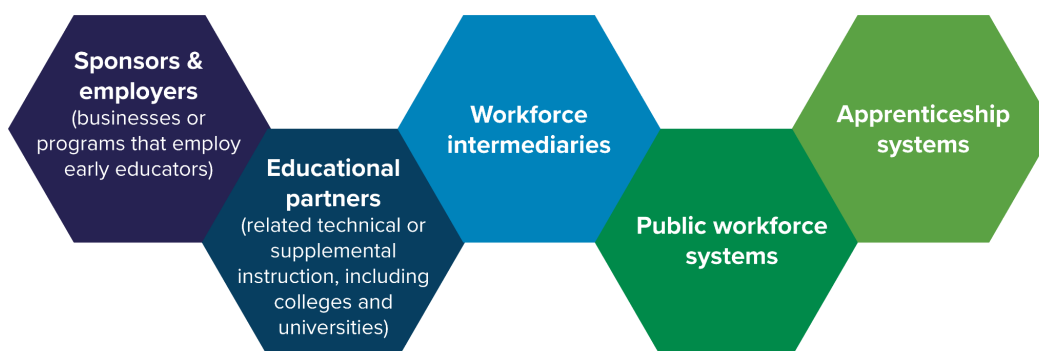 Sponsors &
employers
(businesses or
programs that employ
early educators)
Educational
partners
(related technical or
supplemental
instruction, including
colleges and
universities)
Workforce
intermediaries
Public workforce
systems
Apprenticeship
systems